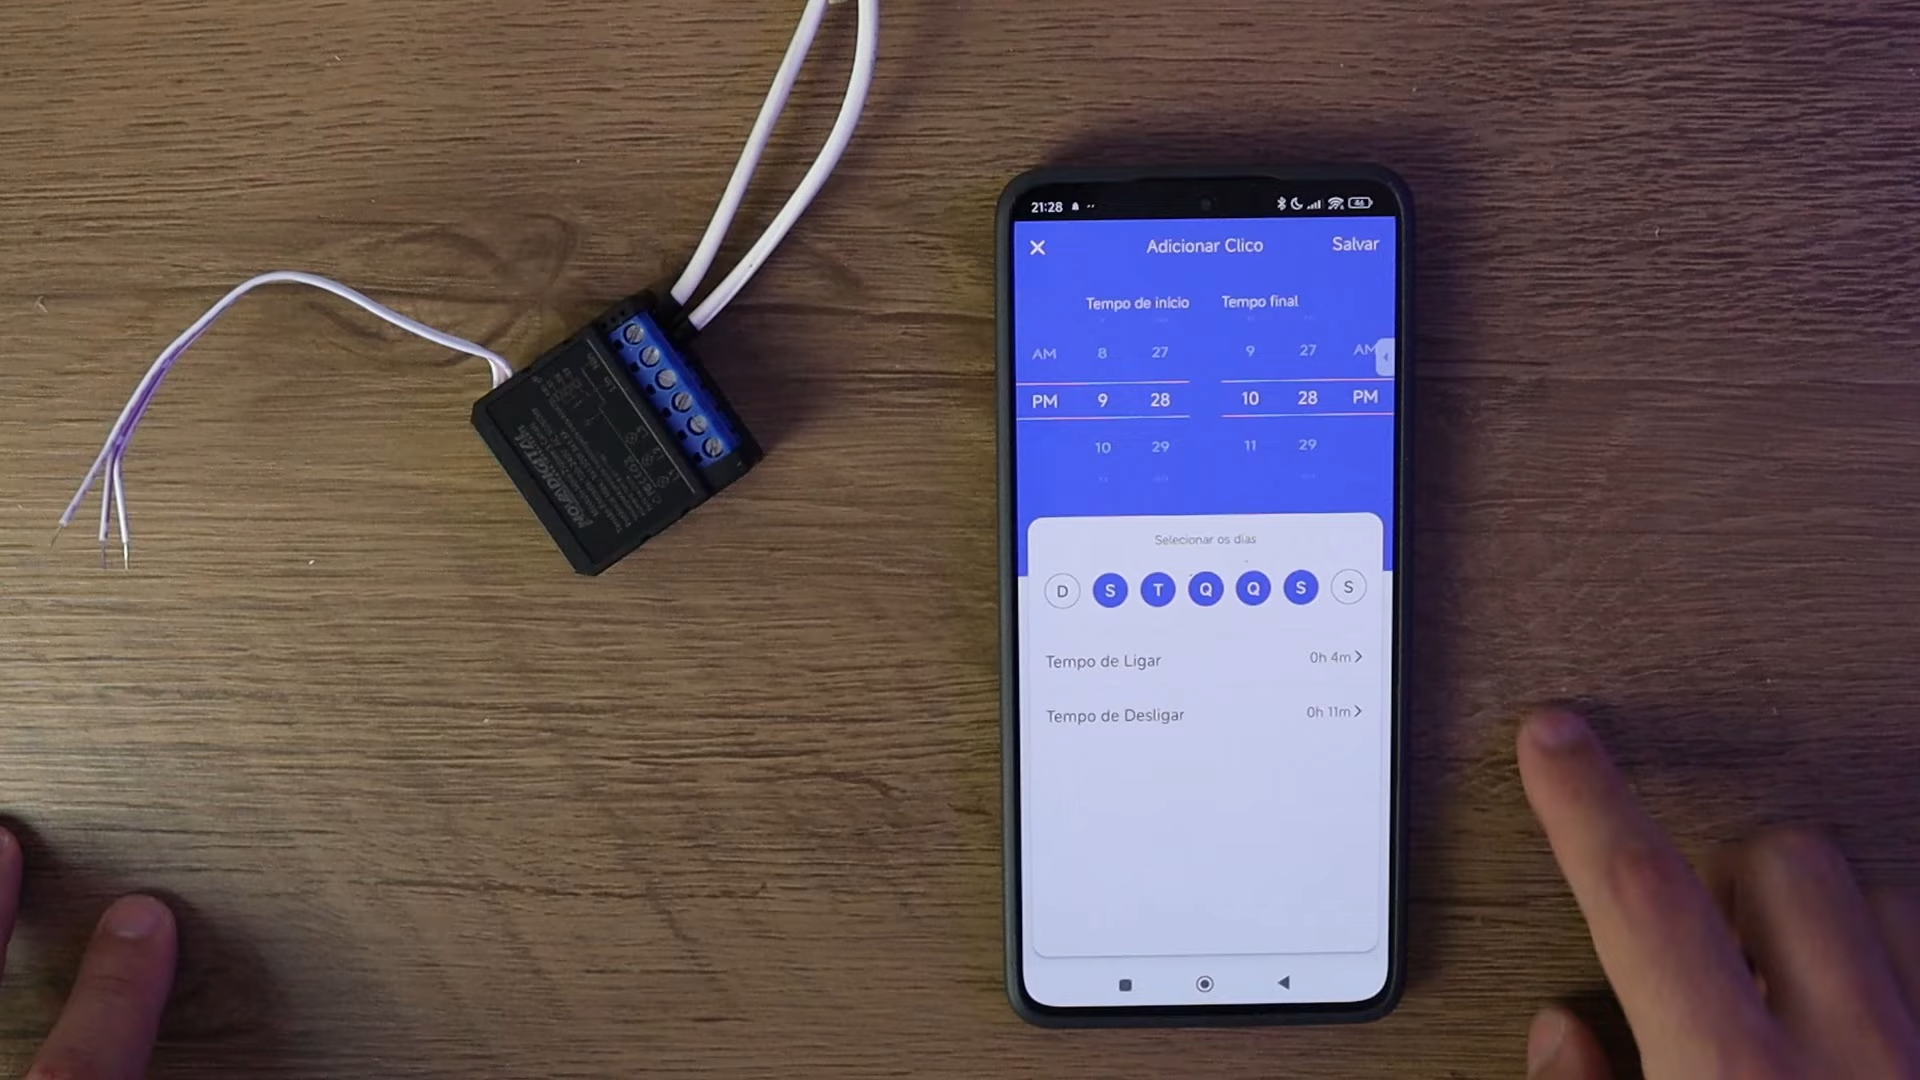 21:28
Adicionar Clico
Salvar
Tempo de início
Tempo final
AM 8 27
9 27 AM
PM 9 28
10 28 PM
10 29
11 29
Selecionar os dias
D S T Q Q S S
Tempo de Ligar
0h 4m
Tempo de Desligar
0h 11m
NOVADIGITAL